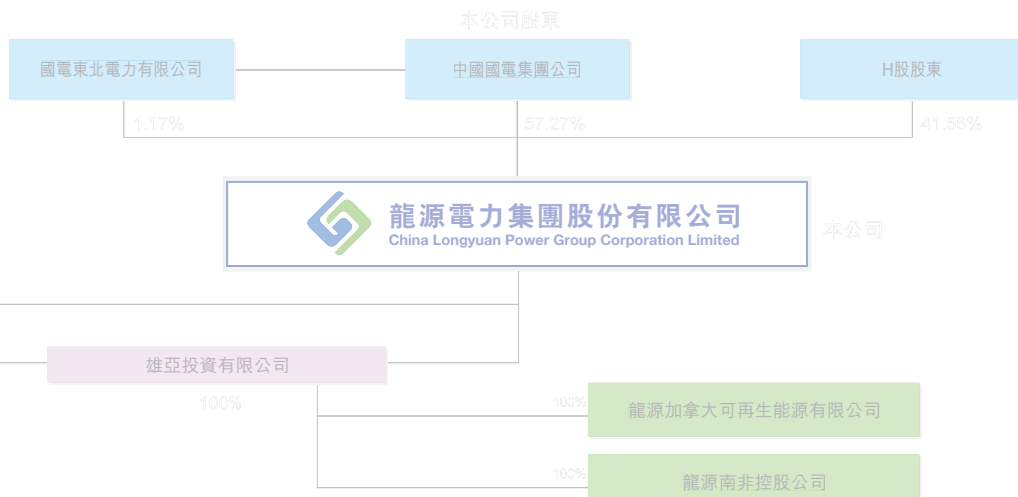 本公司股東
國電東北電力有限公司
中國國電集團公司
H股股東
1.17%
57.27%
41.56%
龍源電力集團股份有限公司
China Longyuan Power Group Corporation Limited
本公司
雄亞投資有限公司
100%
100%
龍源加拿大可再生能源有限公司
100%
龍源南非控股公司